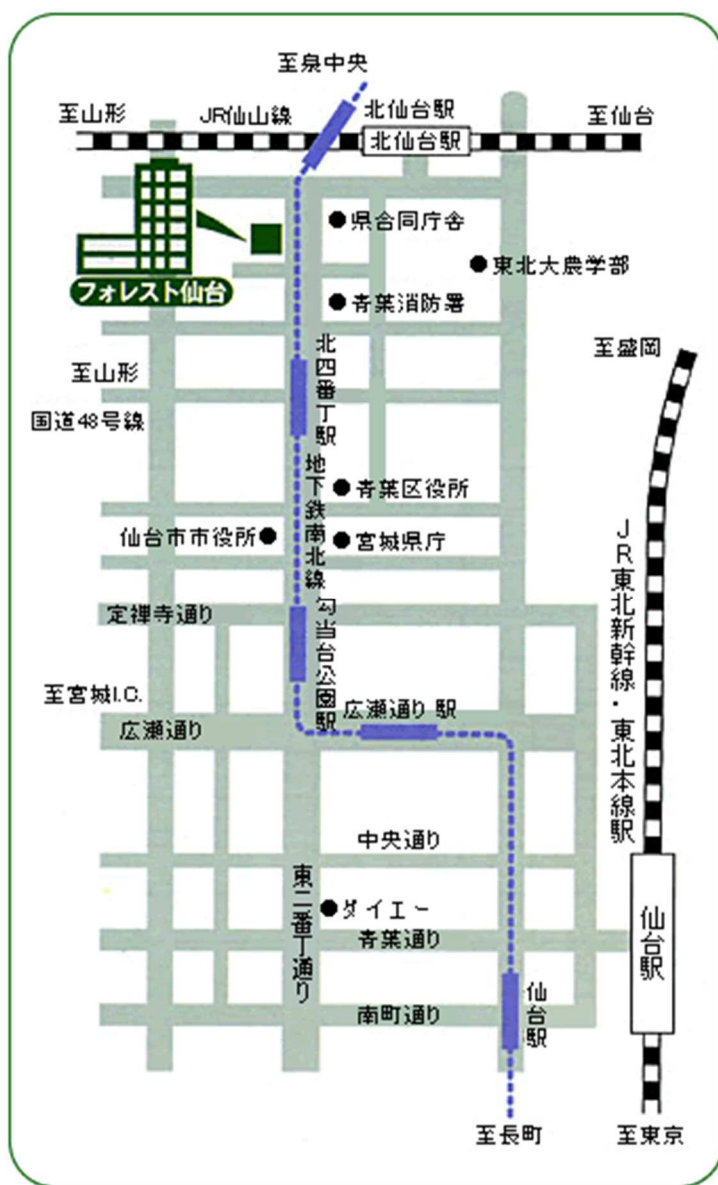 至泉中央
北仙台駅
至山形
JR仙山線
至仙台
北仙台駅
県合同庁舎
東北大農学部
フォレスト仙台
青葉消防署
北四番丁駅
至盛岡
至山形
国道48号線
地下鉄南北線
青葉区役所
仙台市市役所
宮城県庁
JR東北新幹線・東北本線駅
定禅寺通り
勾当台公園駅
至宮城I.C.
広瀬通り駅
広瀬通り
中央通り
東二番丁通り
ダイエー
青葉通り
仙台駅
仙台駅
南町通り
至長町
至東京